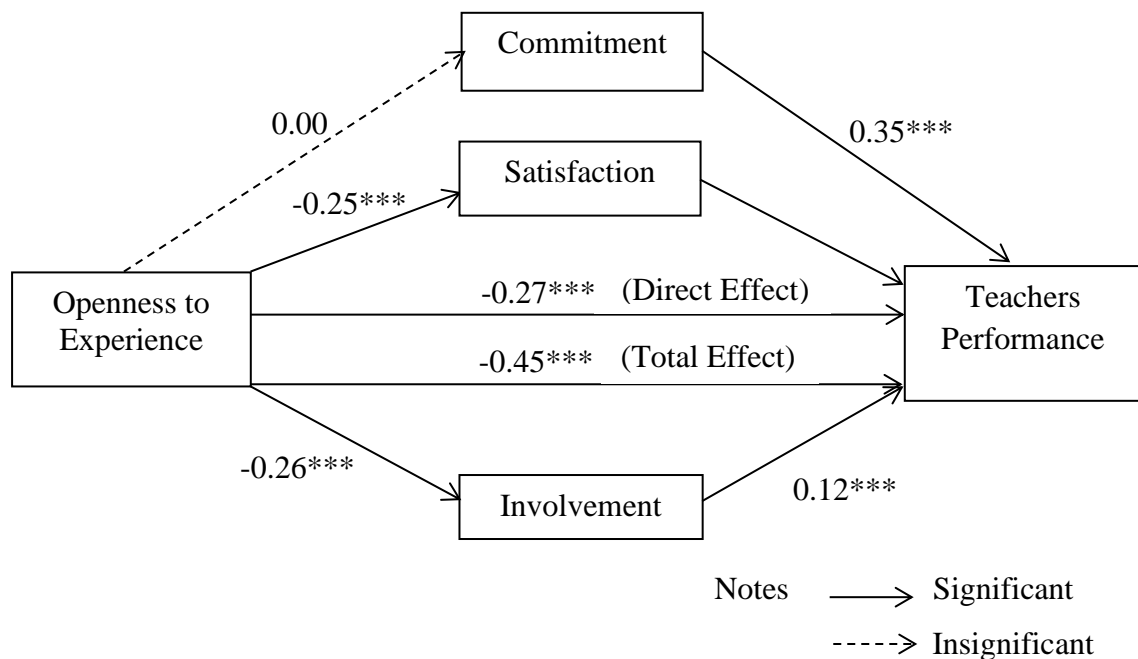 Commitment
0.00
0.35***
Satisfaction
-0.25***
Openness to
Experience
-0.27*** (Direct Effect)
-0.45*** (Total Effect)
Teachers
Performance
-0.26***
Involvement
0.12***
Notes
Significant
Insignificant